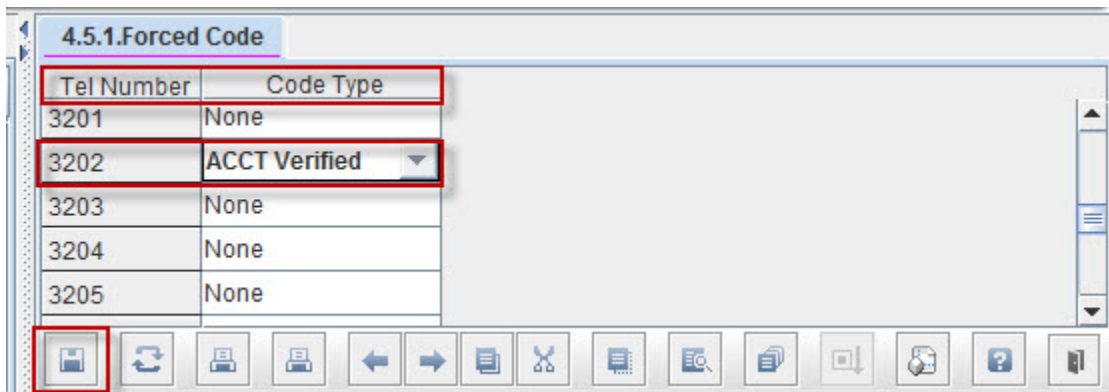 4.5.1.Forced Code
Tel Number Code Type
3201 None
3202 ACCT Verified
3203 None
3204 None
3205 None